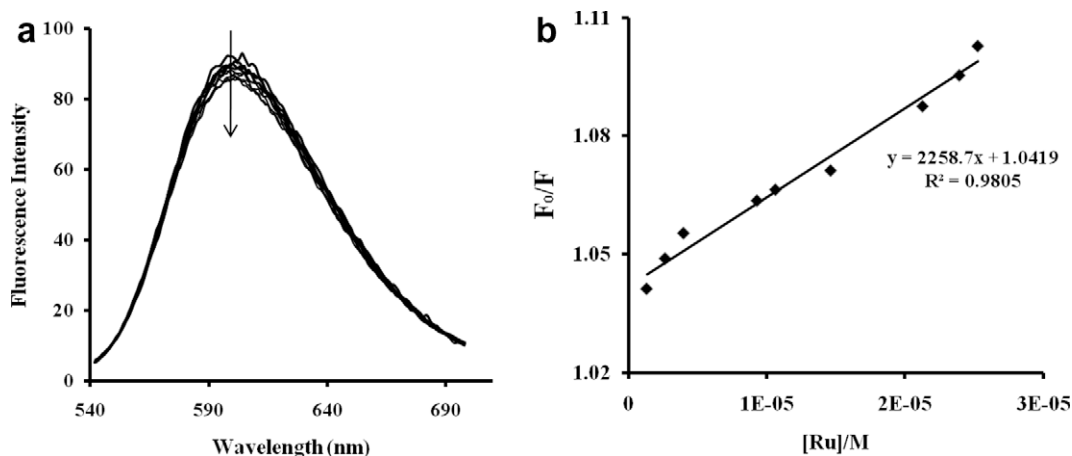 a
100
80
60
40
20
0
540
590
640
690
Fluorescence Intensity
Wavelength (nm)
b
1.11
1.08
1.05
1.02
0
1E-05
2E-05
3E-05
F₀/F
[Ru]/M
y = 2258.7x + 1.0419
R² = 0.9805